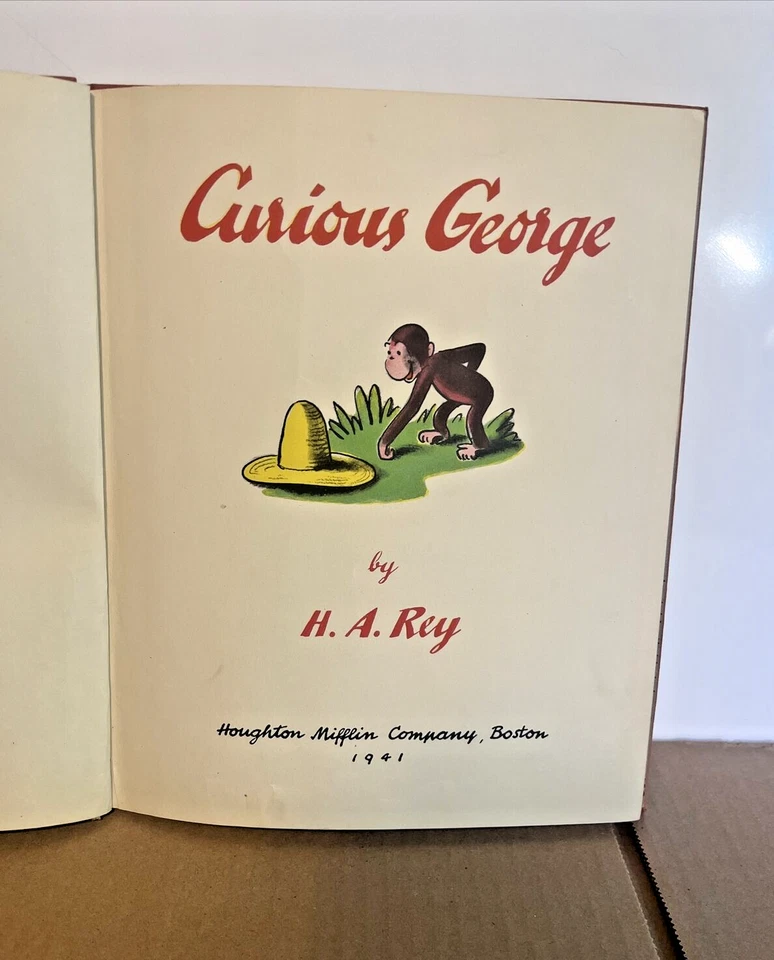 Curious George
by
H. A. Rey
Houghton Mifflin Company, Boston
1941